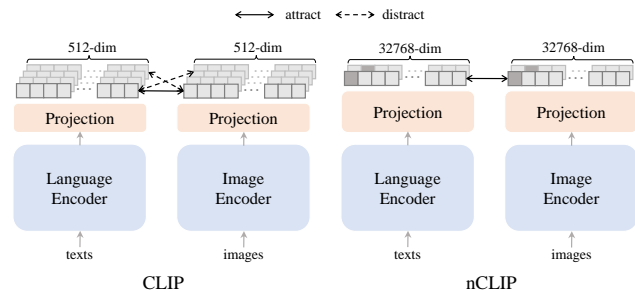 attract distract
512-dim 512-dim 32768-dim 32768-dim
Projection Projection Projection Projection
Language Encoder Image Encoder Language Encoder Image Encoder
texts images texts images
CLIP nCLIP